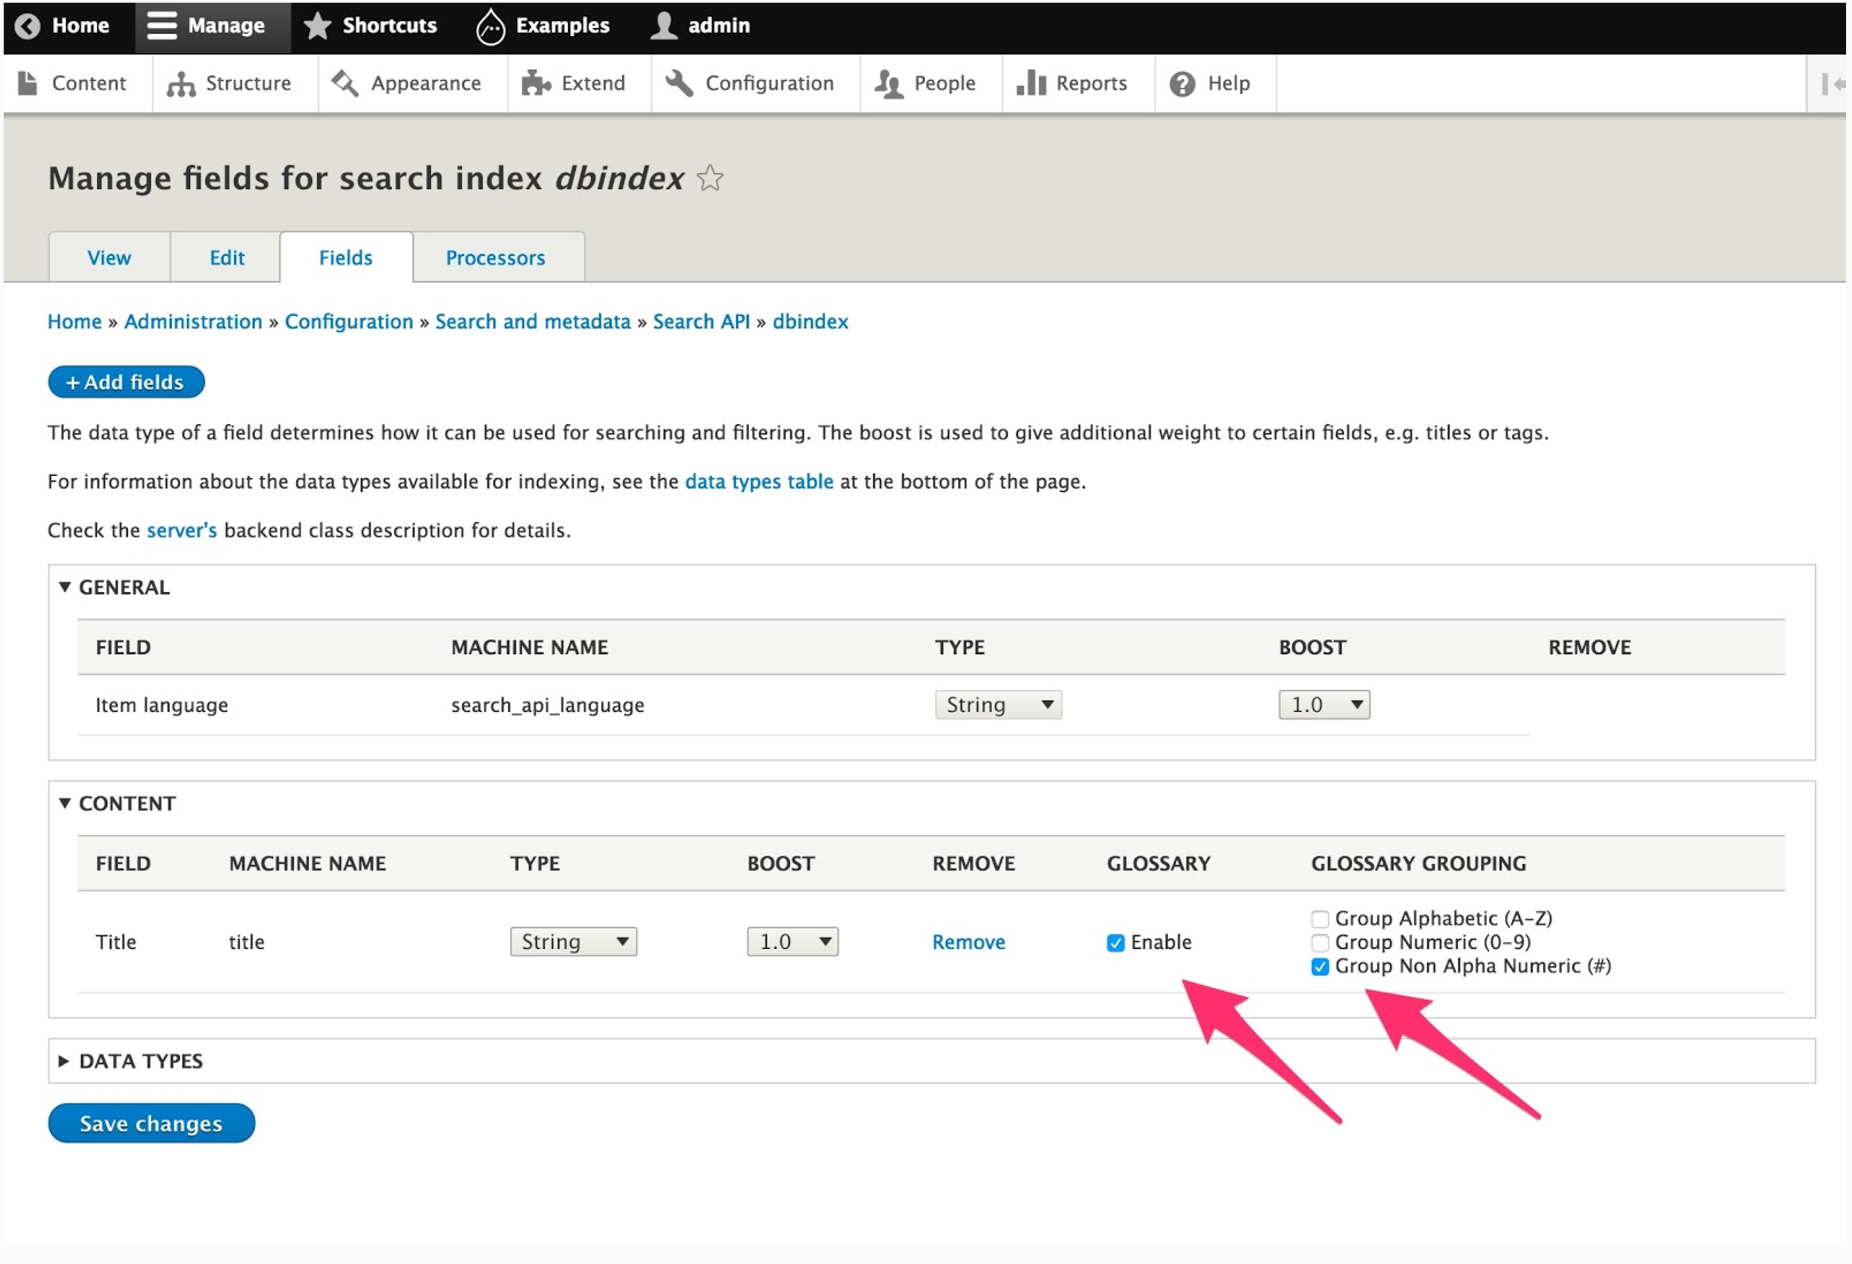 Home Manage Shortcuts Examples admin
Content Structure Appearance Extend Configuration People Reports Help
Manage fields for search index dbindex
View Edit Fields Processors
Home » Administration » Configuration » Search and metadata » Search API » dbindex
+ Add fields
The data type of a field determines how it can be used for searching and filtering. The boost is used to give additional weight to certain fields, e.g. titles or tags.
For information about the data types available for indexing, see the data types table at the bottom of the page.
Check the server's backend class description for details.
▼ GENERAL
FIELD MACHINE NAME TYPE BOOST REMOVE
Item language search_api_language String 1.0
▼ CONTENT
FIELD MACHINE NAME TYPE BOOST REMOVE GLOSSARY GLOSSARY GROUPING
Title title String 1.0 Remove Enable
Group Alphabetic (A-Z)
Group Numeric (0-9)
Group Non Alpha Numeric (#)
▶ DATA TYPES
Save changes